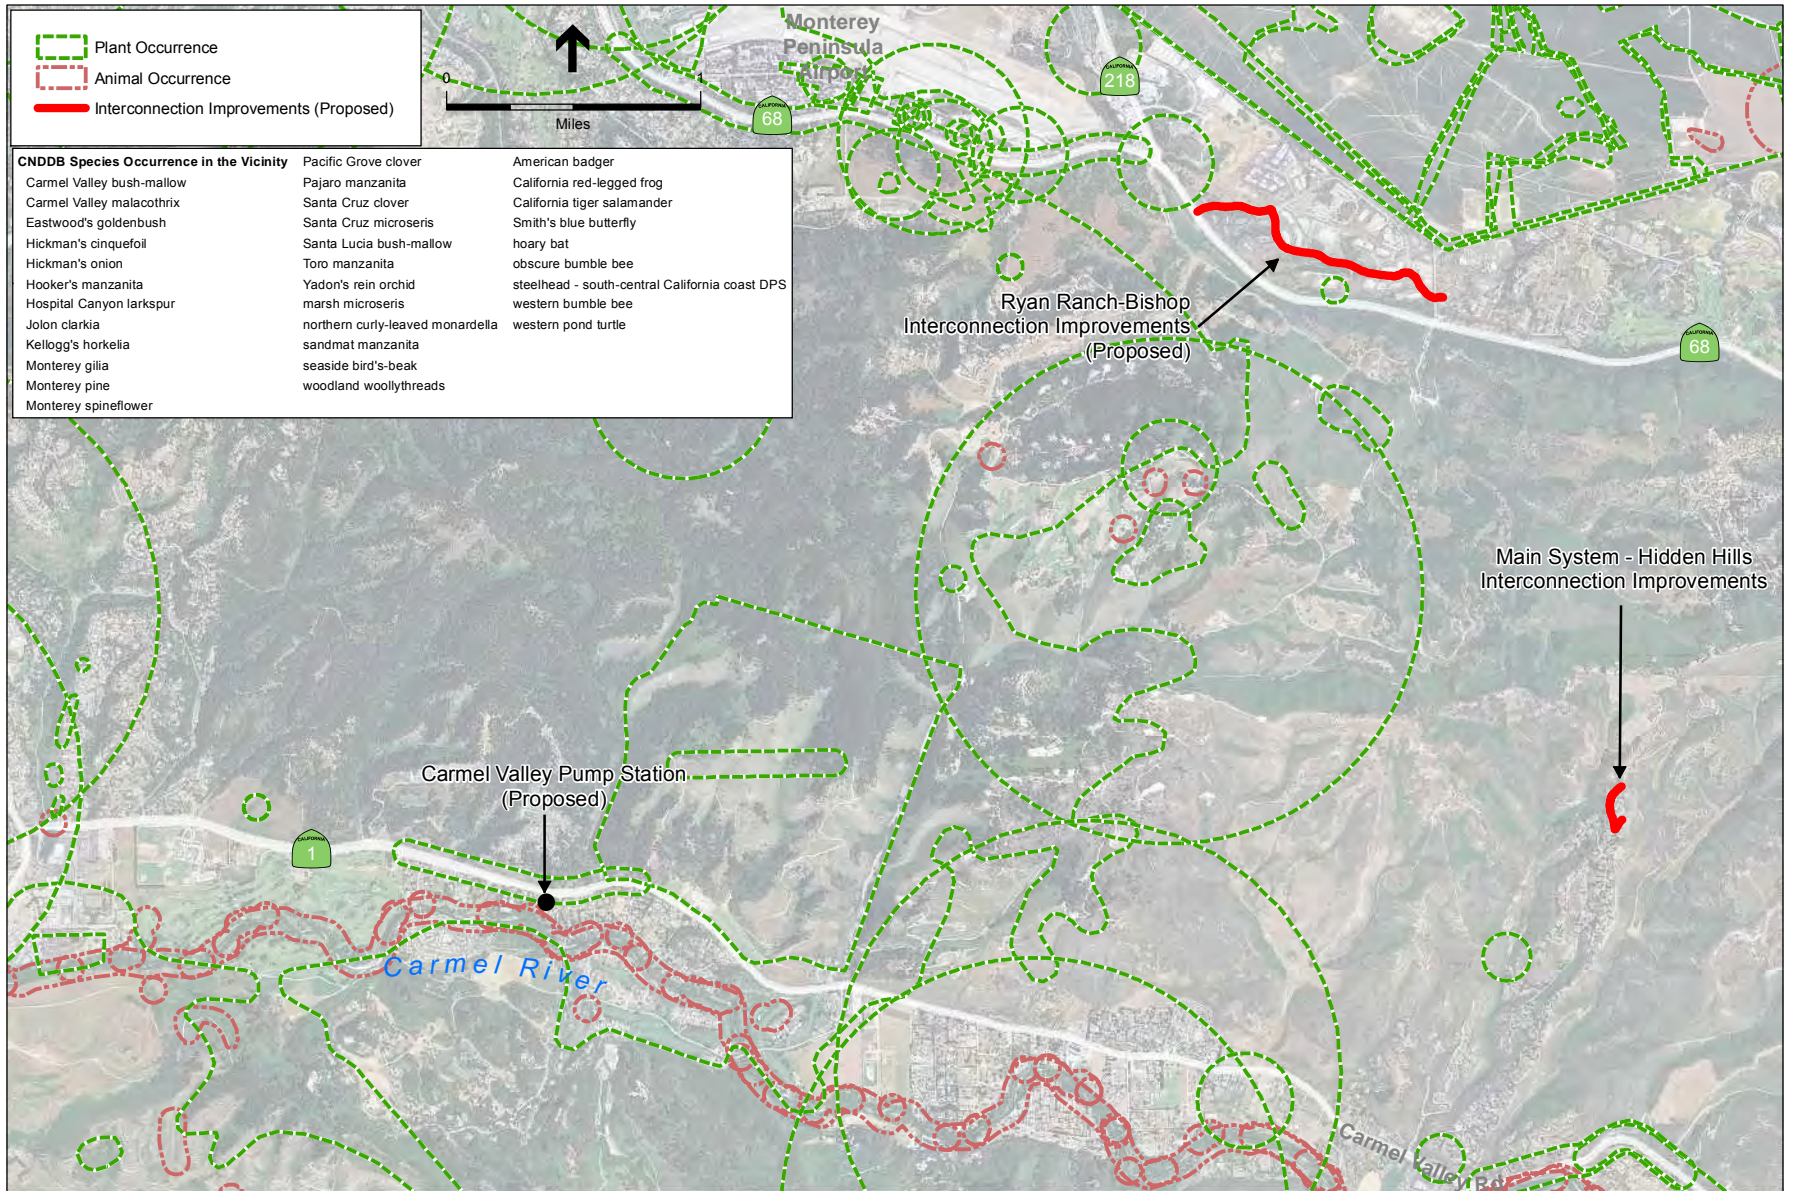 Plant Occurrence
Animal Occurrence
Interconnection Improvements (Proposed)
0
1
Miles
Monterey
Peninsula
Airport
CALIFORNIA
68
CALIFORNIA
218
CNDDB Species Occurrence in the Vicinity
Carmel Valley bush-mallow
Carmel Valley malacothrix
Eastwood's goldenbush
Hickman's cinquefoil
Hickman's onion
Hooker's manzanita
Hospital Canyon larkspur
Jolon clarkia
Kellogg's horkelia
Monterey gilia
Monterey pine
Monterey spineflower
Pacific Grove clover
Pajaro manzanita
Santa Cruz clover
Santa Cruz microseris
Santa Lucia bush-mallow
Toro manzanita
Yadon's rein orchid
marsh microseris
northern curly-leaved monardella
sandmat manzanita
seaside bird's-beak
woodland woollythreads
American badger
California red-legged frog
California tiger salamander
Smith's blue butterfly
hoary bat
obscure bumble bee
steelhead - south-central California coast DPS
western bumble bee
western pond turtle
Ryan Ranch-Bishop
Interconnection Improvements
(Proposed)
CALIFORNIA
68
Main System - Hidden Hills
Interconnection Improvements
Carmel Valley Pump Station
(Proposed)
CALIFORNIA
1
Carmel River
Carmel Valley Rd